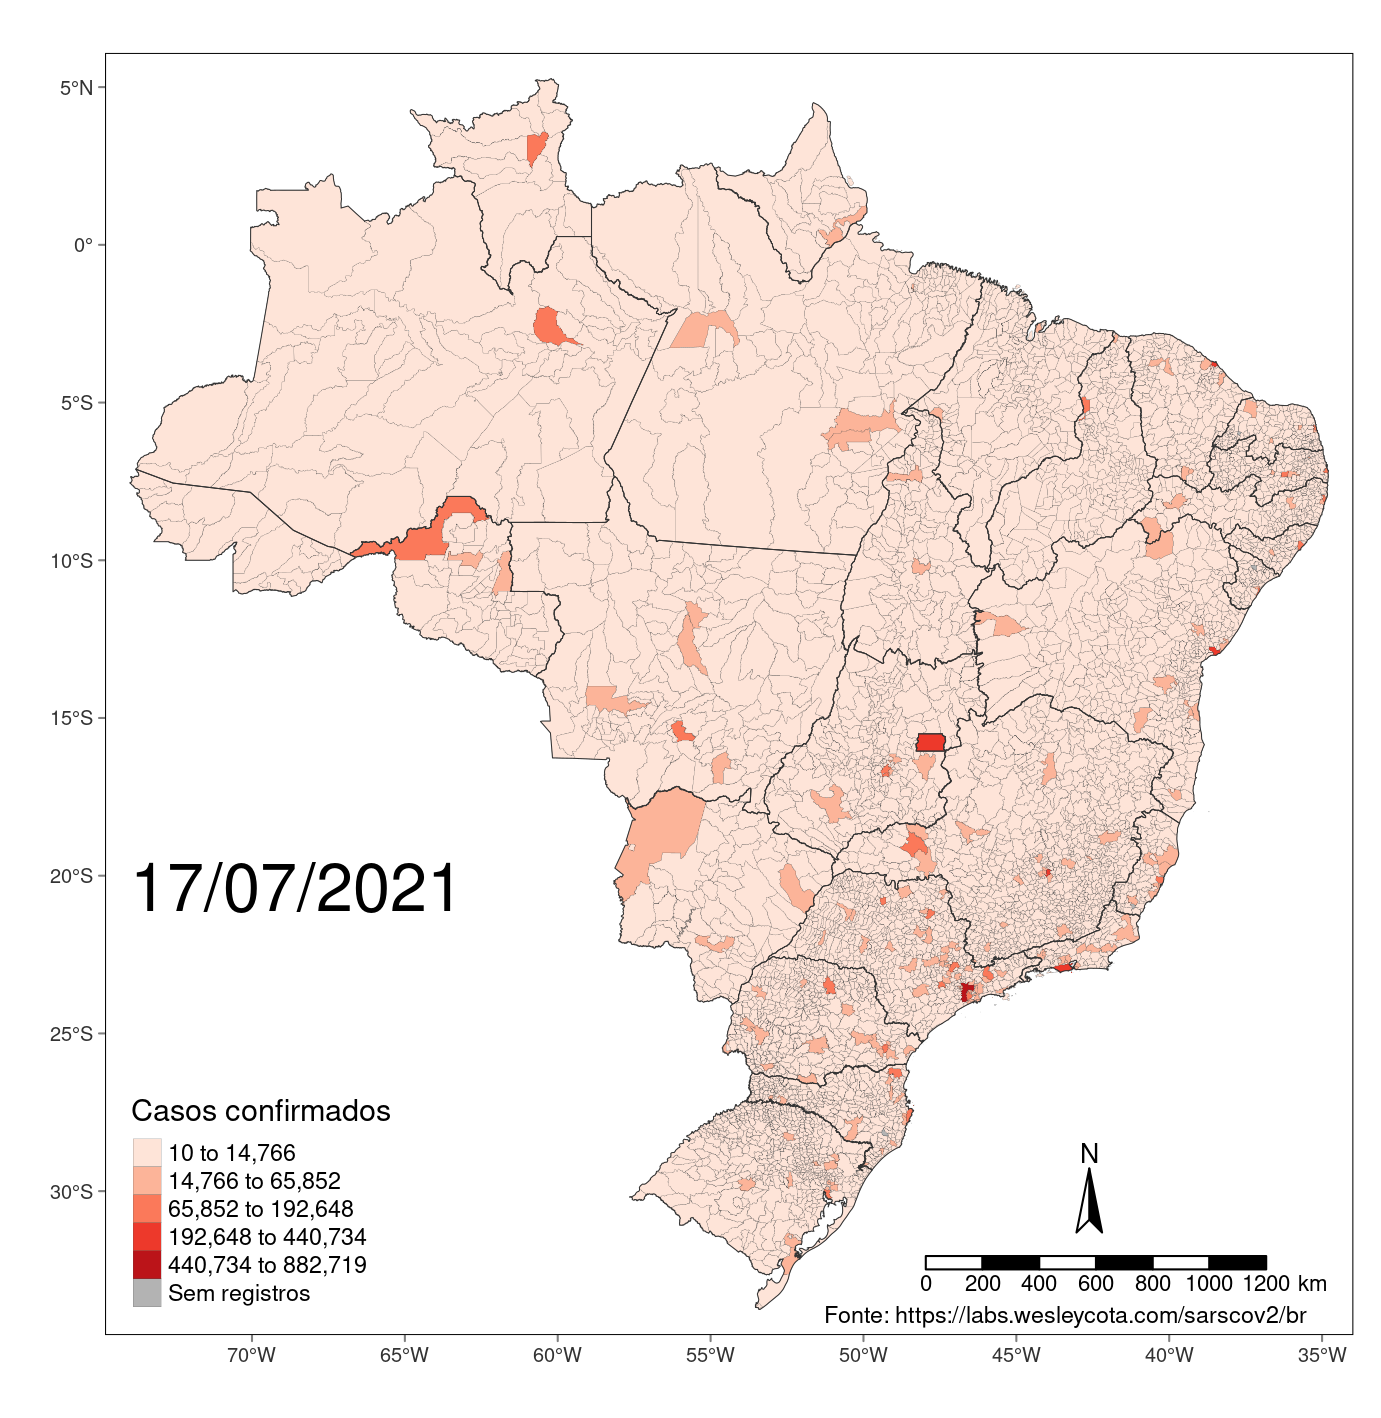 5°N
0°
5°S
10°S
15°S
20°S
25°S
30°S
17/07/2021
Casos confirmados
10 to 14,766
14,766 to 65,852
65,852 to 192,648
192,648 to 440,734
440,734 to 882,719
Sem registros
N
0 200 400 600 800 1000 1200 km
Fonte: https://labs.wesleycota.com/sarscov2/br
70°W 65°W 60°W 55°W 50°W 45°W 40°W 35°W